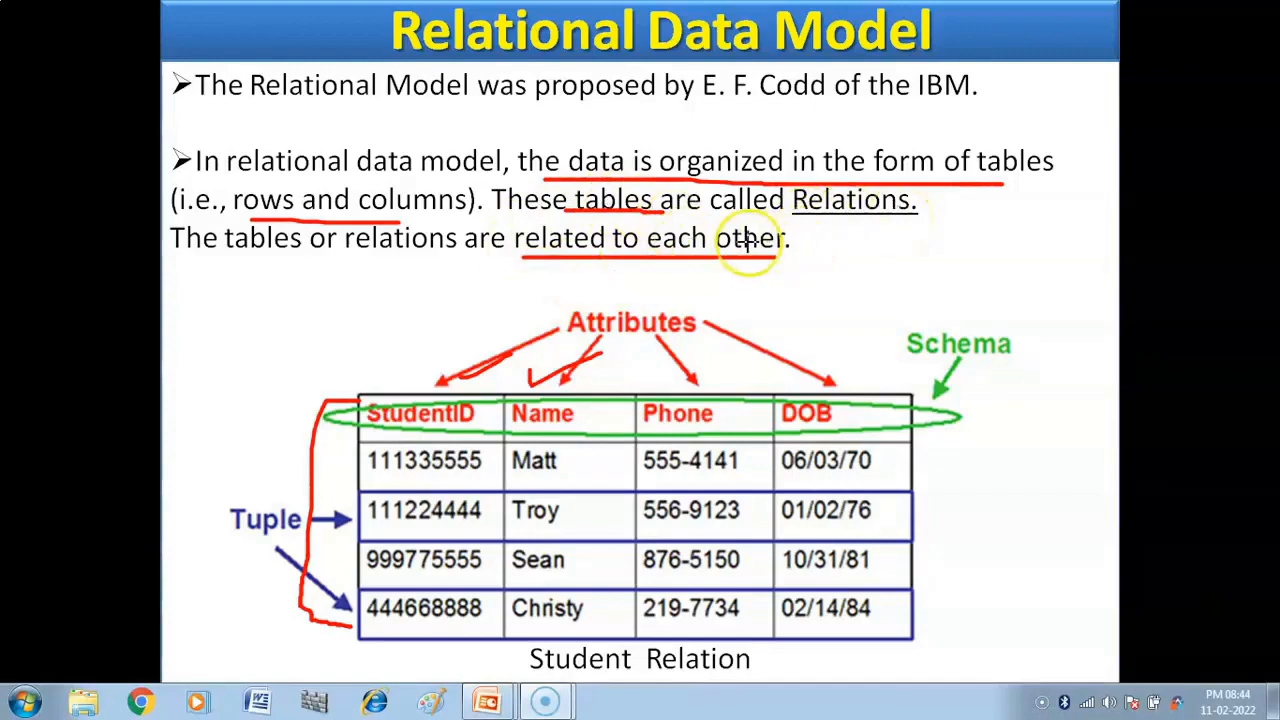 Relational Data Model
➢The Relational Model was proposed by E. F. Codd of the IBM.
➢In relational data model, the data is organized in the form of tables
(i.e., rows and columns). These tables are called Relations.
The tables or relations are related to each other.
Attributes
Schema
StudentID Name Phone DOB
111335555 Matt 555-4141 06/03/70
Tuple
111224444 Troy 556-9123 01/02/76
999775555 Sean 876-5150 10/31/81
444668888 Christy 219-7734 02/14/84
Student Relation
PM 08:44
11-02-2022